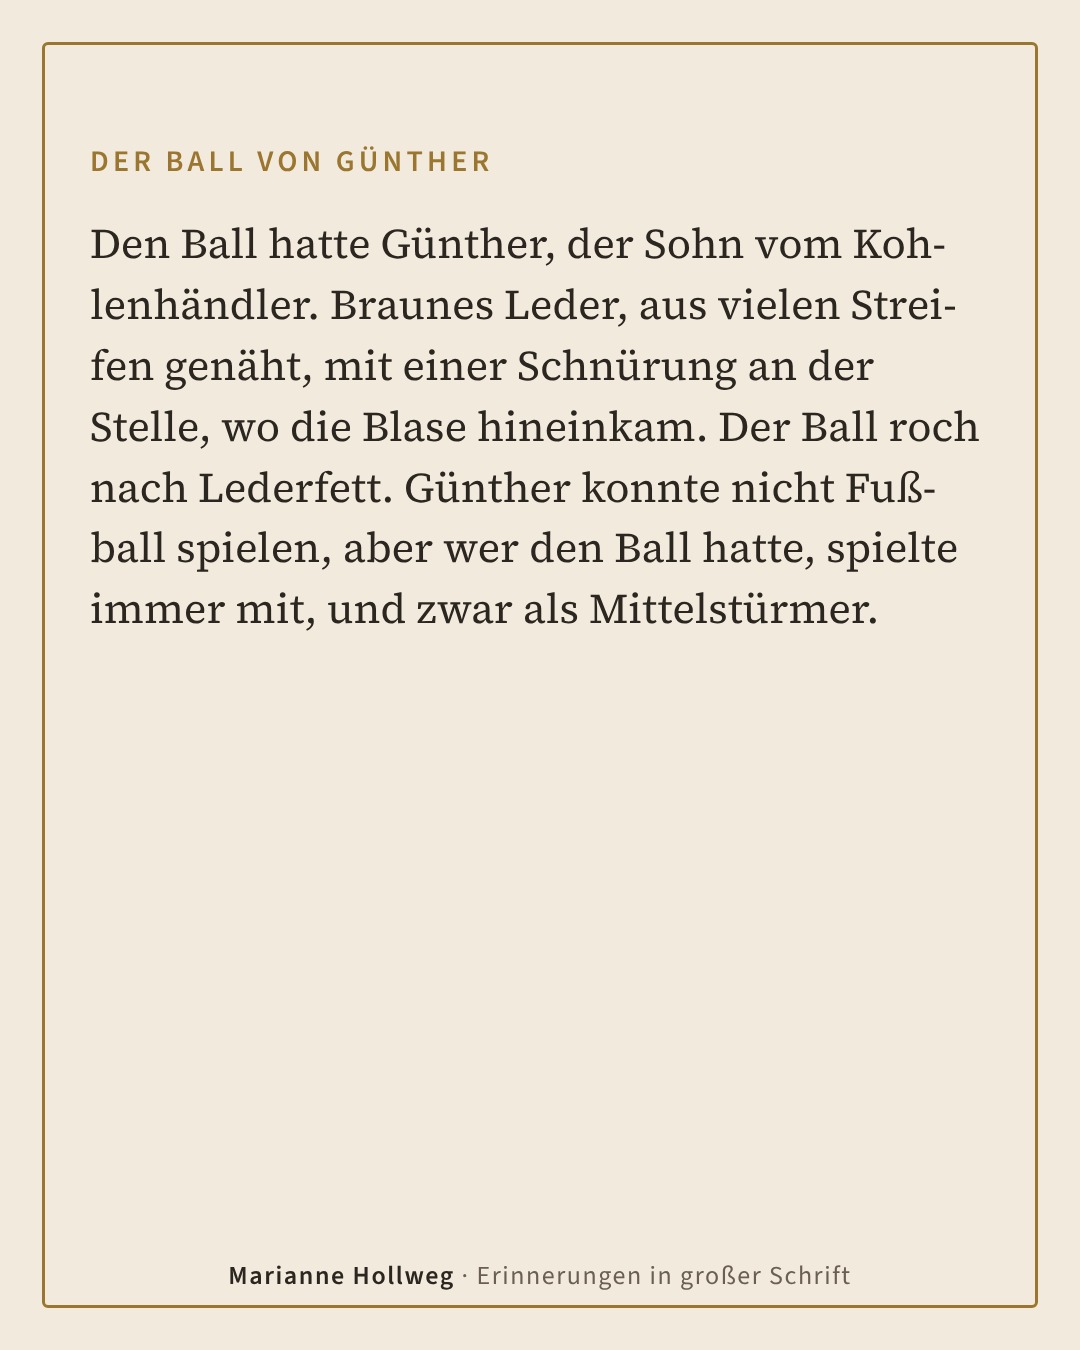 DER BALL VON GÜNTHER
Den Ball hatte Günther, der Sohn vom Koh-
lenhändler. Braunes Leder, aus vielen Strei-
fen genäht, mit einer Schnürung an der
Stelle, wo die Blase hineinkam. Der Ball roch
nach Lederfett. Günther konnte nicht Fuß-
ball spielen, aber wer den Ball hatte, spielte
immer mit, und zwar als Mittelstürmer.
Marianne Hollweg · Erinnerungen in großer Schrift